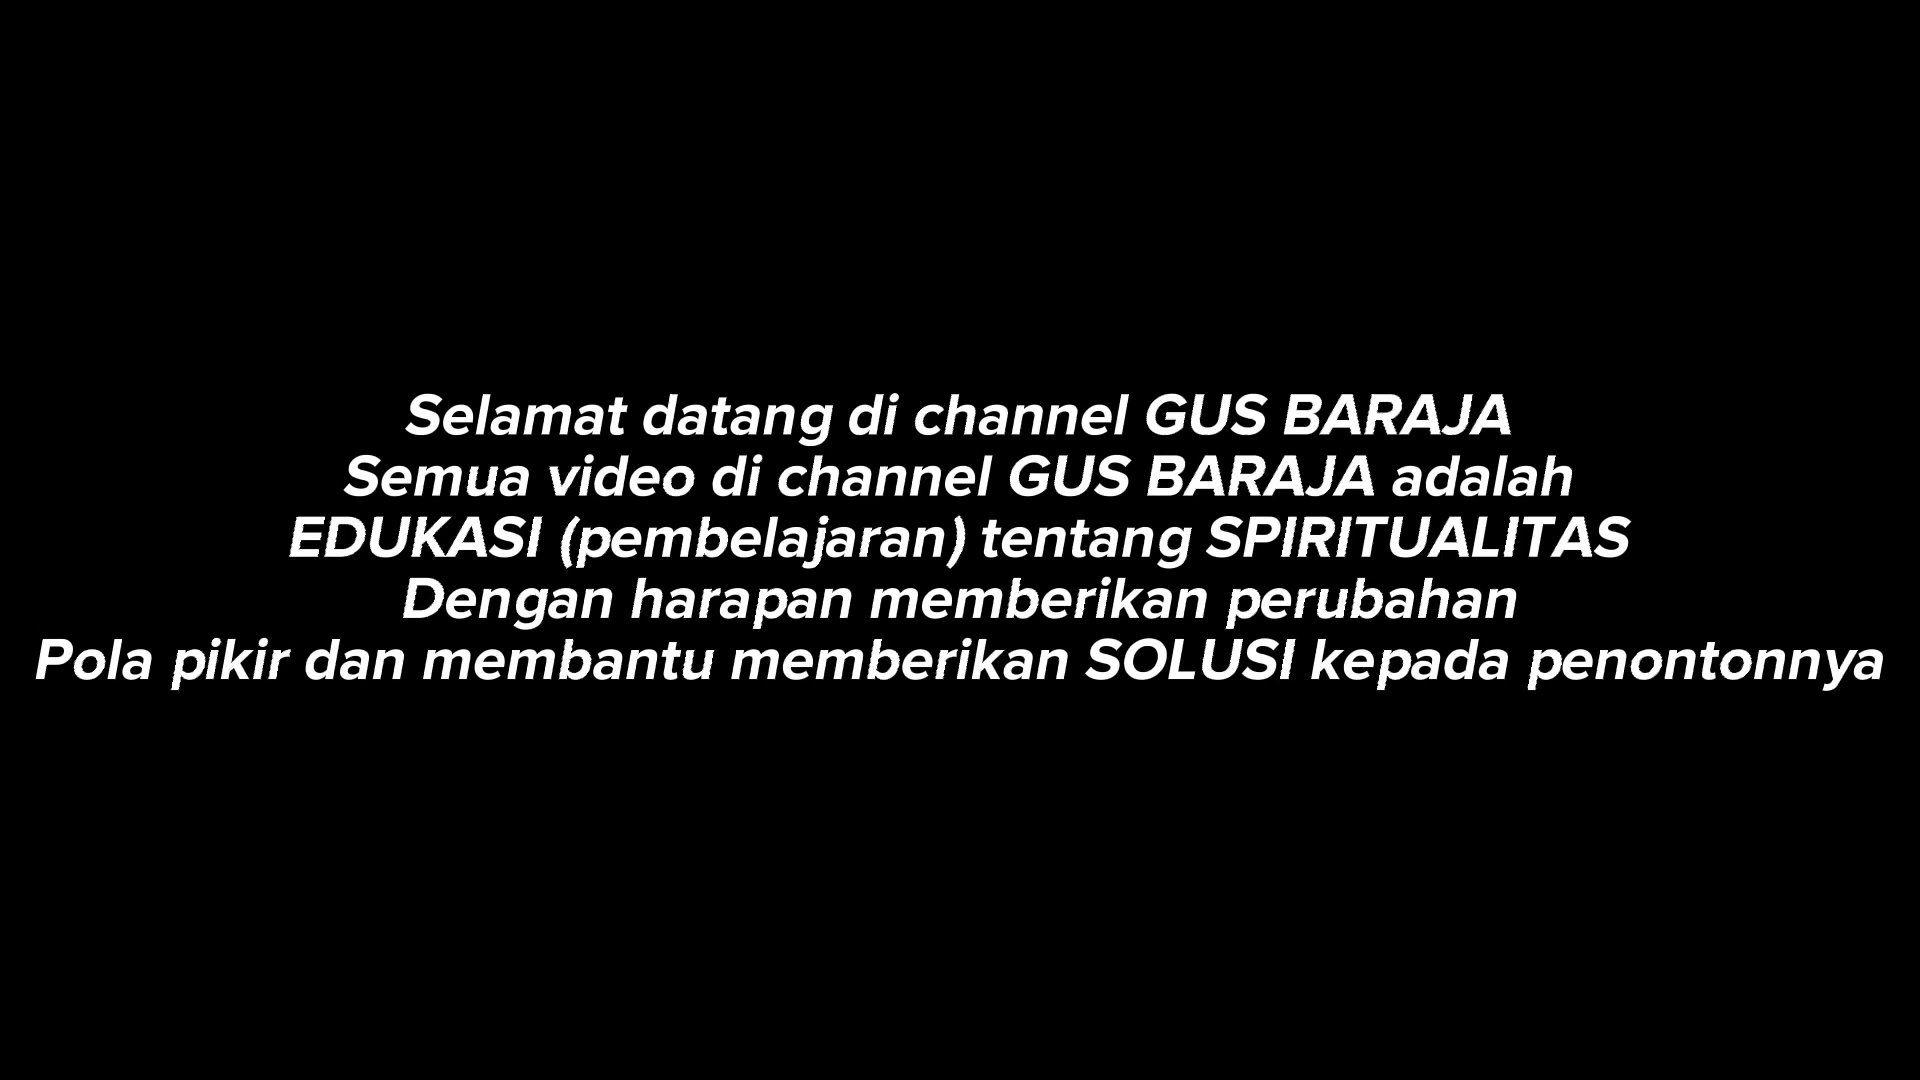 Selamat datang di channel GUS BARAJA
Semua video di channel GUS BARAJA adalah
EDUKASI (pembelajaran) tentang SPIRITUALITAS
Dengan harapan memberikan perubahan
Pola pikir dan membantu memberikan SOLUSI kepada penontonnya